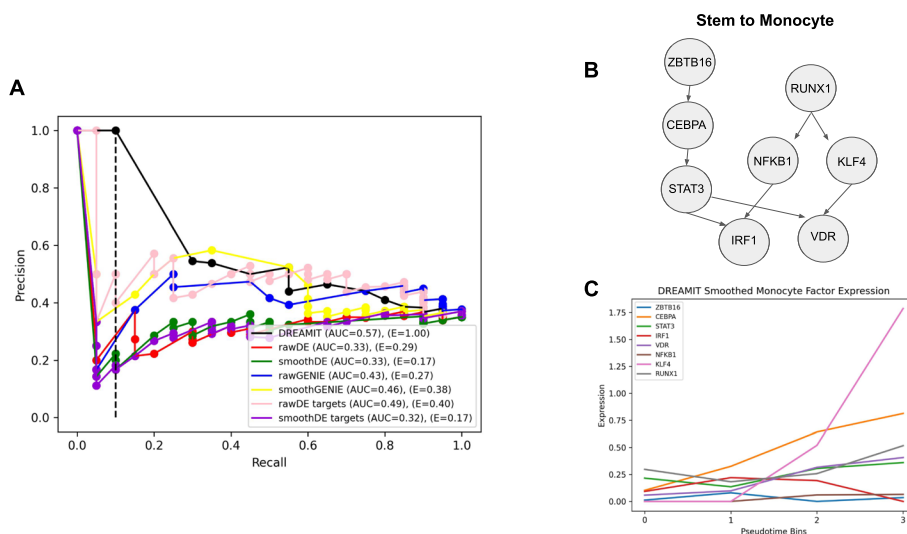 Stem to Monocyte
A
B
ZBTB16
RUNX1
CEBPA
NFKB1
KLF4
STAT3
IRF1
VDR
1.0
0.8
0.6
0.4
0.2
0.0
Precision
0.0 0.2 0.4 0.6 0.8 1.0
Recall
DREAMIT (AUC=0.57), (E=1.00)
rawDE (AUC=0.33), (E=0.29)
smoothDE (AUC=0.33), (E=0.17)
rawGENIE (AUC=0.43), (E=0.27)
smoothGENIE (AUC=0.46), (E=0.38)
rawDE targets (AUC=0.49), (E=0.40)
smoothDE targets (AUC=0.32), (E=0.17)
C
DREAMIT Smoothed Monocyte Factor Expression
ZBTB16
CEBPA
STAT3
IRF1
VDR
NFKB1
KLF4
RUNX1
1.75
1.50
1.25
1.00
0.75
0.50
0.25
0.00
Expression
0 1 2 3
Pseudotime Bins